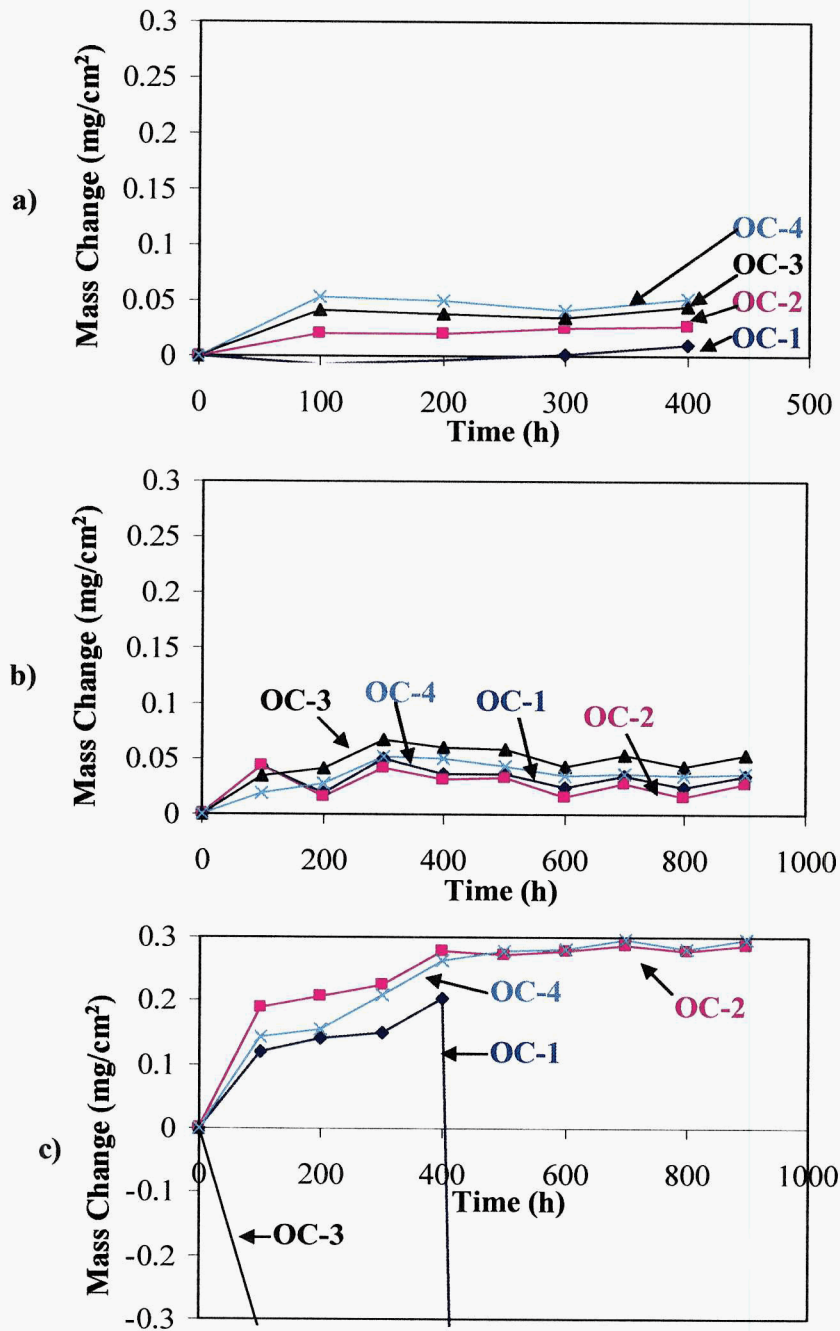 a)
Mass Change (mg/cm²)
0.3
0.25
0.2
0.15
0.1
0.05
0
OC-4
OC-3
OC-2
OC-1
0 100 200 300 400 500
Time (h)
b)
Mass Change (mg/cm²)
0.3
0.25
0.2
0.15
0.1
0.05
0
OC-3
OC-4
OC-1
OC-2
0 200 400 600 800 1000
Time (h)
c)
Mass Change (mg/cm²)
0.3
0.2
0.1
0
-0.1
-0.2
-0.3
OC-4
OC-2
OC-1
0 200 400 600 800 1000
Time (h)
OC-3